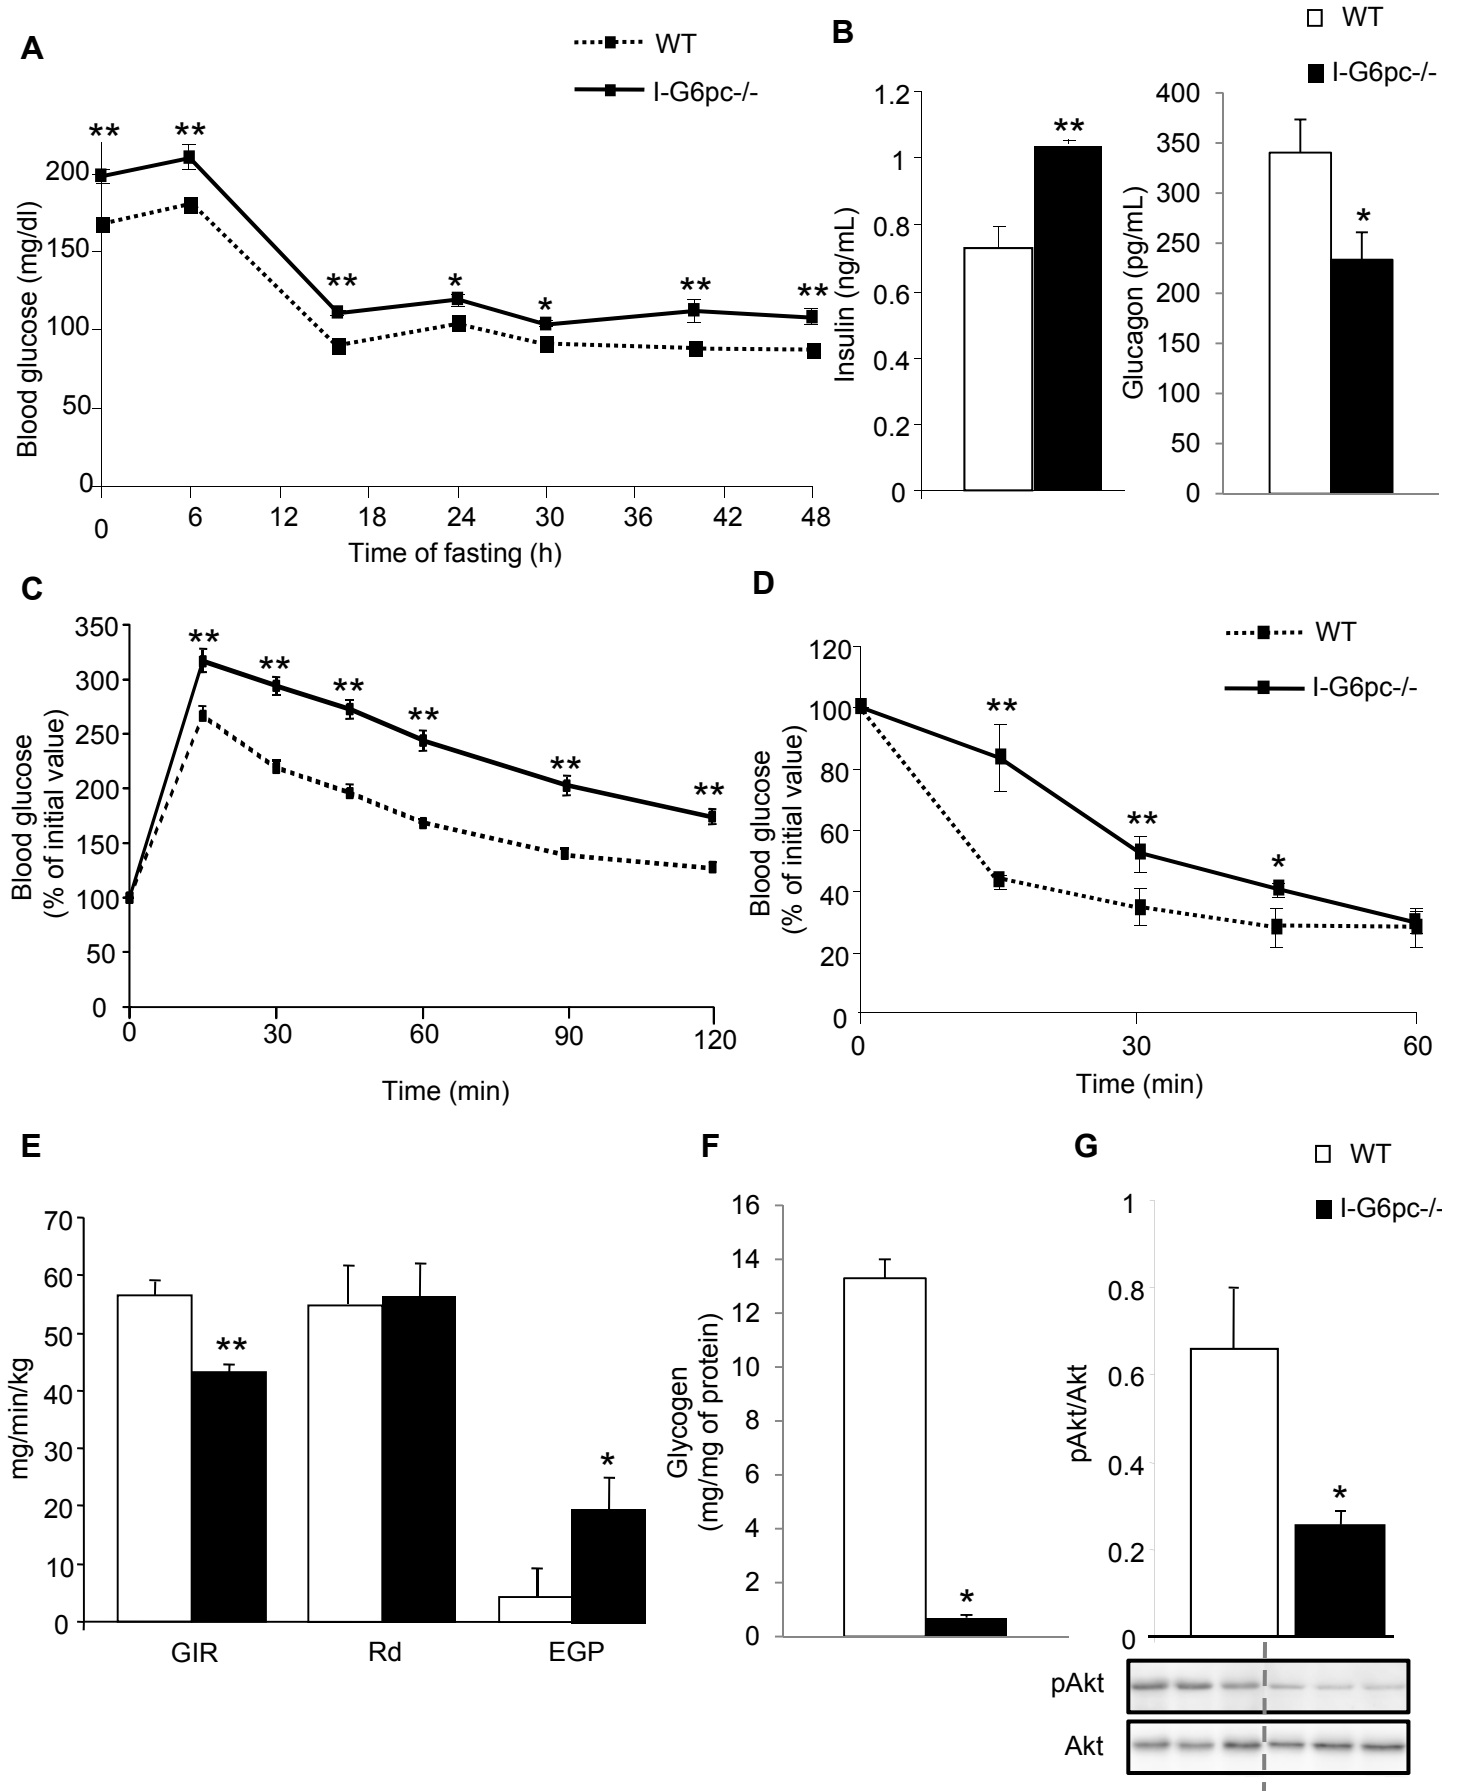 A
WT
I-G6pc-/-
** ** ** * * ** **
Blood glucose (mg/dl)
200
150
100
50
0
0 6 12 18 24 30 36 42 48
Time of fasting (h)
B
WT
I-G6pc-/-
Insulin (ng/mL)
1.2
1
0.8
0.6
0.4
0.2
0
**
Glucagon (pg/mL)
400
350
300
250
200
150
100
50
0
*
C
Blood glucose
(% of initial value)
350
300
250
200
150
100
50
0
** ** ** ** ** **
0 30 60 90 120
Time (min)
D
WT
I-G6pc-/-
Blood glucose
(% of initial value)
120
100
80
60
40
20
0
** ** *
0 30 60
Time (min)
E
mg/min/kg
70
60
50
40
30
20
10
0
** *
GIR Rd EGP
F
Glycogen
(mg/mg of protein)
16
14
12
10
8
6
4
2
0
*
G
WT
I-G6pc-/-
pAkt/Akt
1
0.8
0.6
0.4
0.2
0
*
pAkt
Akt